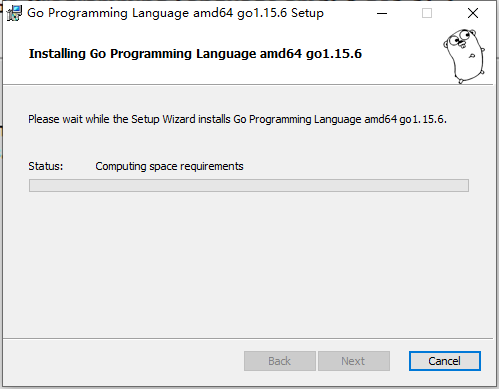 Go Programming Language amd64 go1.15.6 Setup
Installing Go Programming Language amd64 go1.15.6
Please wait while the Setup Wizard installs Go Programming Language amd64 go1.15.6.
Status: Computing space requirements
Back Next Cancel